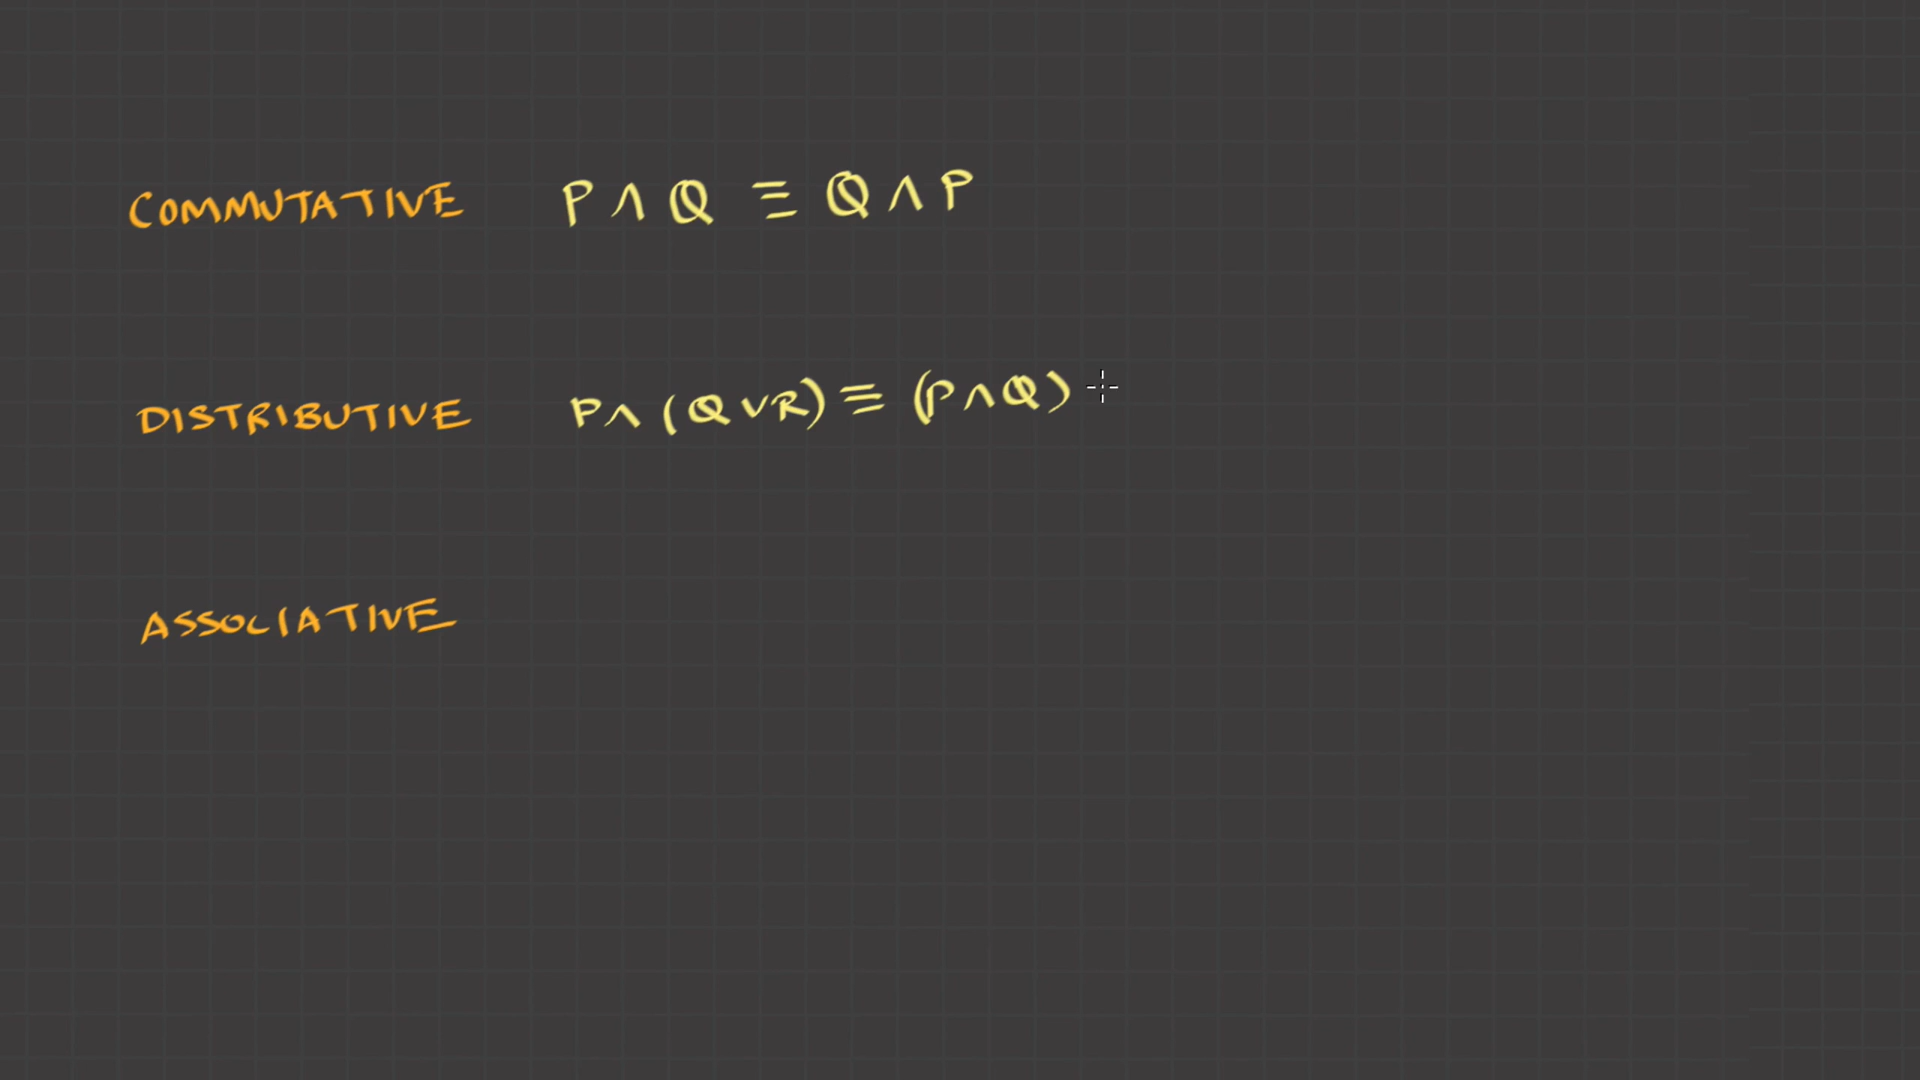 COMMUTATIVE P ∧ Q ≡ Q ∧ P
DISTRIBUTIVE P ∧ (Q ∨ R) ≡ (P ∧ Q)
ASSOCIATIVE